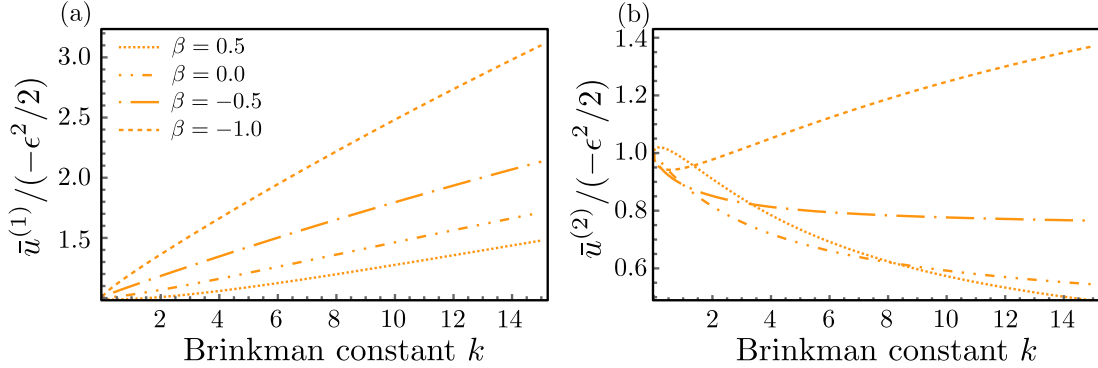 (a)
3.0
2.5
2.0
1.5
ū^(1)/(−ϵ^2/2)
β = 0.5
β = 0.0
β = −0.5
β = −1.0
2 4 6 8 10 12 14
Brinkman constant k
(b)
1.4
1.2
1.0
0.8
0.6
ū^(2)/(−ϵ^2/2)
2 4 6 8 10 12 14
Brinkman constant k